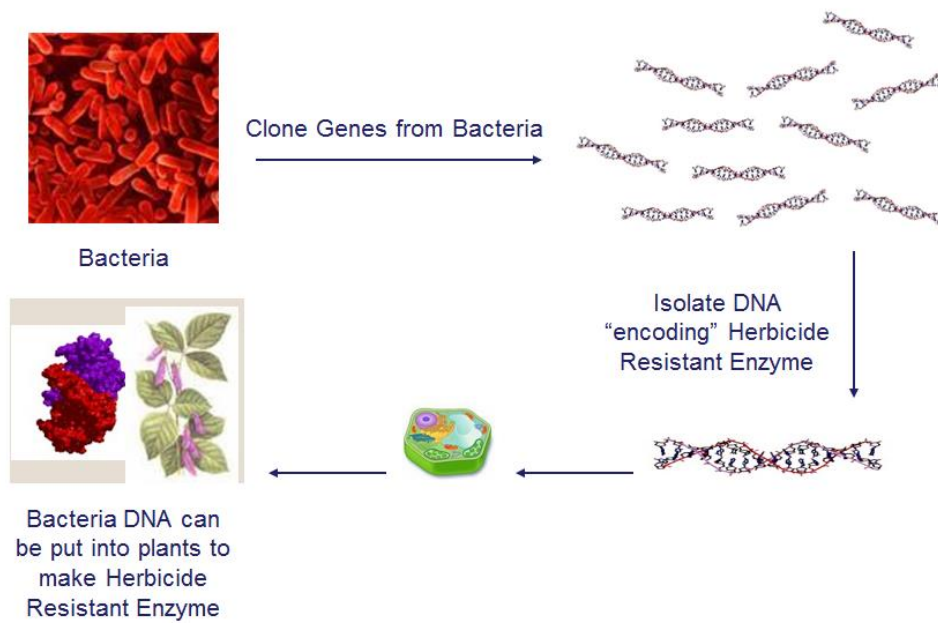 Clone Genes from Bacteria
Bacteria
Isolate DNA
“encoding” Herbicide
Resistant Enzyme
Bacteria DNA can
be put into plants to
make Herbicide
Resistant Enzyme